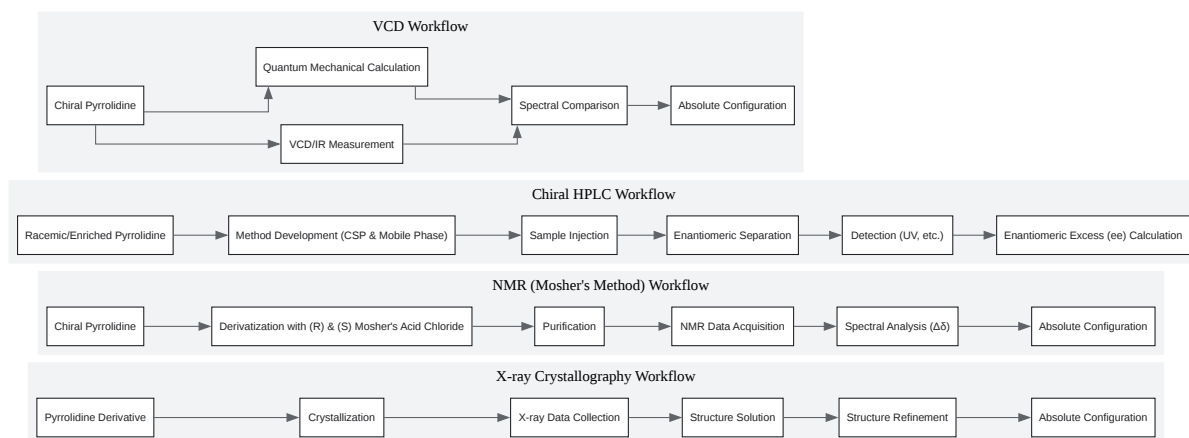 VCD Workflow
Quantum Mechanical Calculation
Chiral Pyrrolidine
Spectral Comparison
Absolute Configuration
VCD/IR Measurement
Chiral HPLC Workflow
Racemic/Enriched Pyrrolidine
Method Development (CSP & Mobile Phase)
Sample Injection
Enantiomeric Separation
Detection (UV, etc.)
Enantiomeric Excess (ee) Calculation
NMR (Mosher's Method) Workflow
Chiral Pyrrolidine
Derivatization with (R) & (S) Mosher's Acid Chloride
Purification
NMR Data Acquisition
Spectral Analysis (Δδ)
Absolute Configuration
X-ray Crystallography Workflow
Pyrrolidine Derivative
Crystallization
X-ray Data Collection
Structure Solution
Structure Refinement
Absolute Configuration